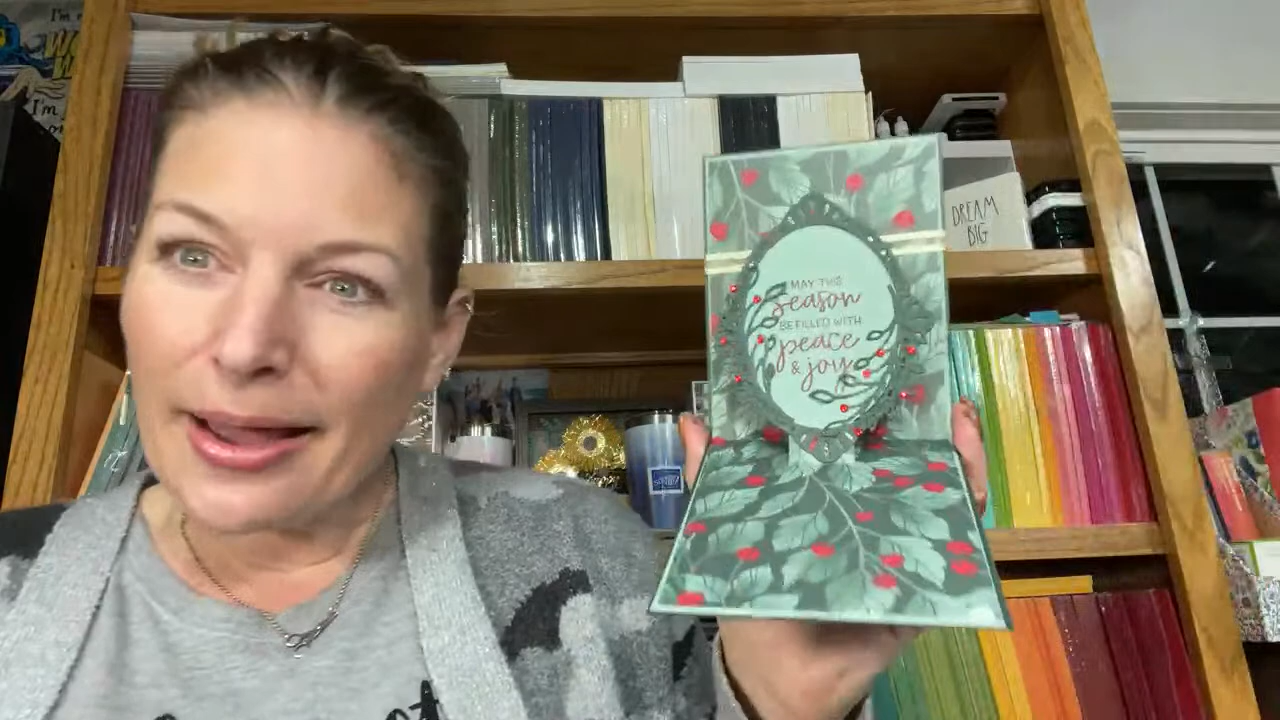 I'm
I'm
DREAM
BIG
MAY THIS
season
BE FILLED WITH
peace
& joy